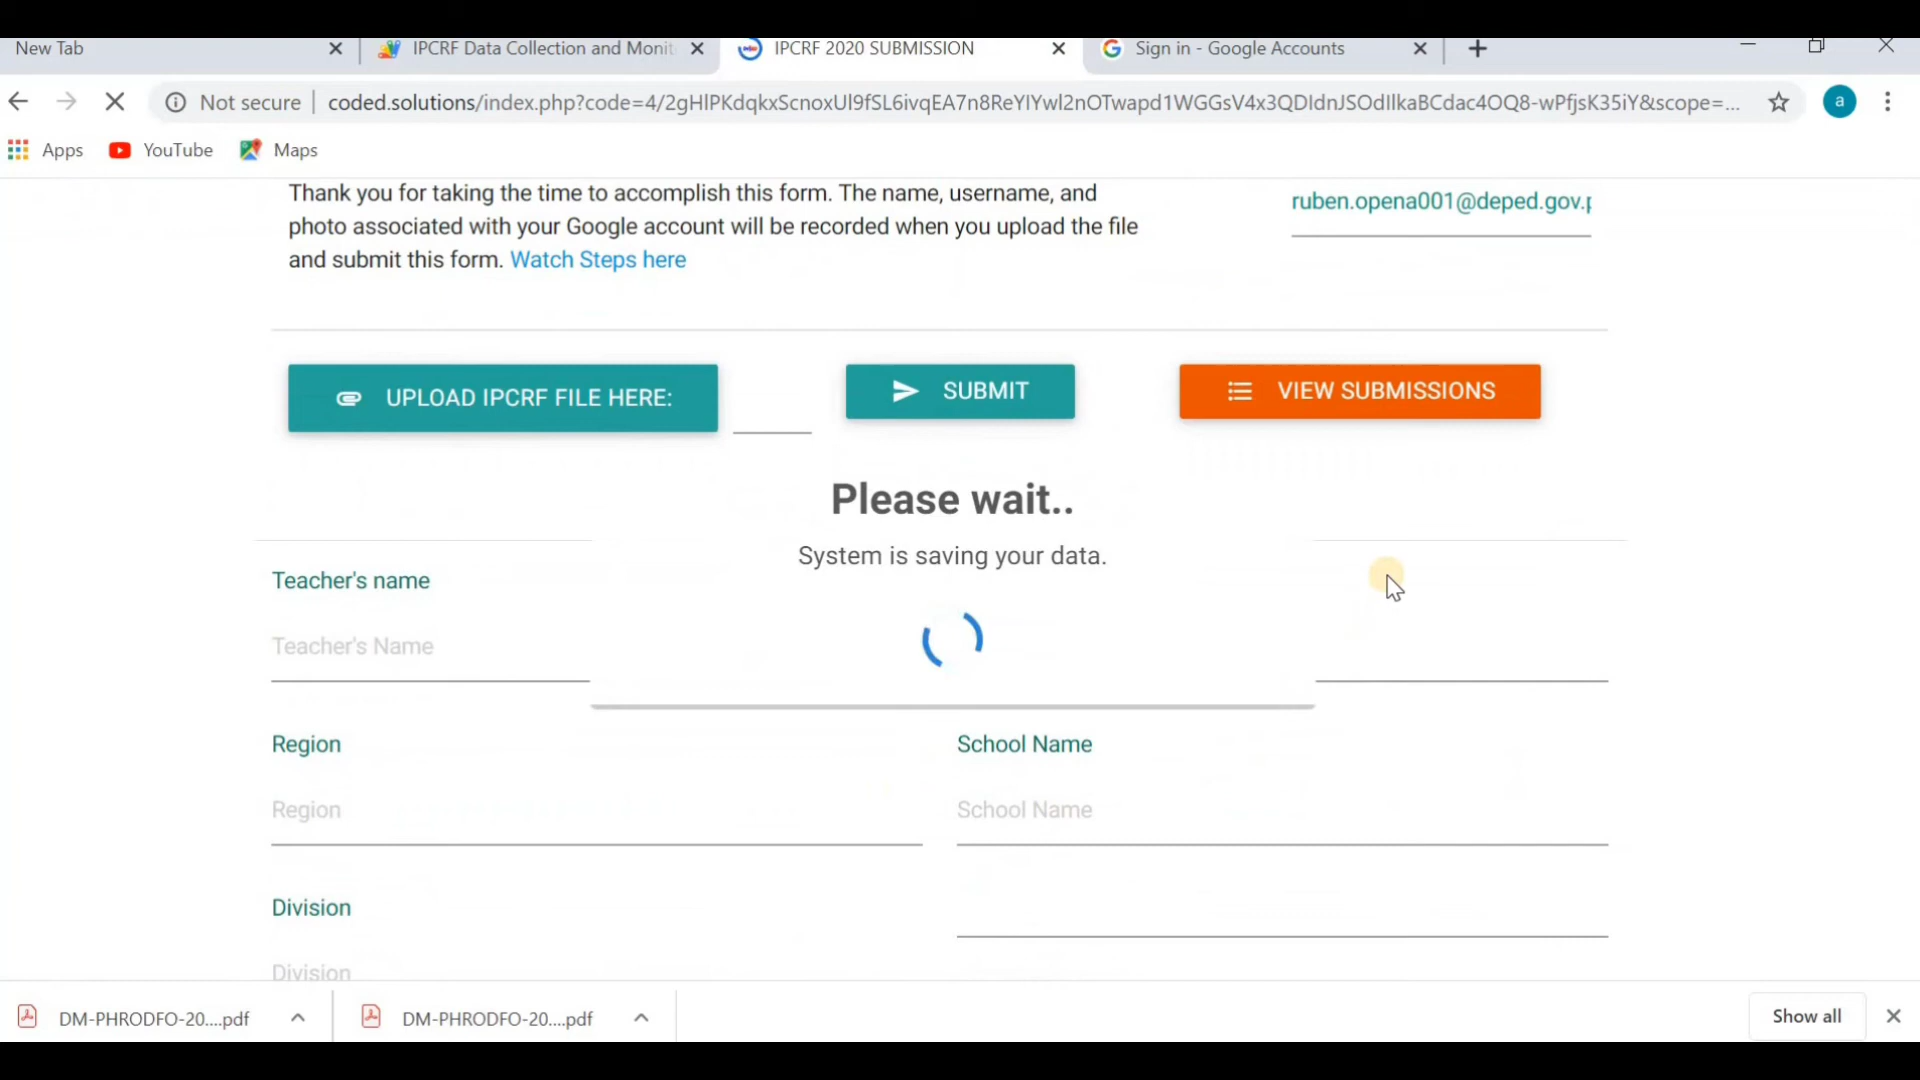 New Tab
IPCRF Data Collection and Monit
IPCRF 2020 SUBMISSION
Sign in - Google Accounts
Not secure
coded.solutions/index.php?code=4/2gHlPKdqkxScnoxUl9fSL6ivqEA7n8ReYIYwl2nOTwapd1WGGsV4x3QDIdnJSOdIlkaBCdac4OQ8-wPfjsK35iY&scope=...
a
Apps
YouTube
Maps
Thank you for taking the time to accomplish this form. The name, username, and
photo associated with your Google account will be recorded when you upload the file
and submit this form. Watch Steps here
ruben.opena001@deped.gov.p
UPLOAD IPCRF FILE HERE:
SUBMIT
VIEW SUBMISSIONS
Please wait..
System is saving your data.
Teacher's name
Teacher's Name
Region
School Name
Region
School Name
Division
Division
DM-PHRODFO-20....pdf
DM-PHRODFO-20....pdf
Show all